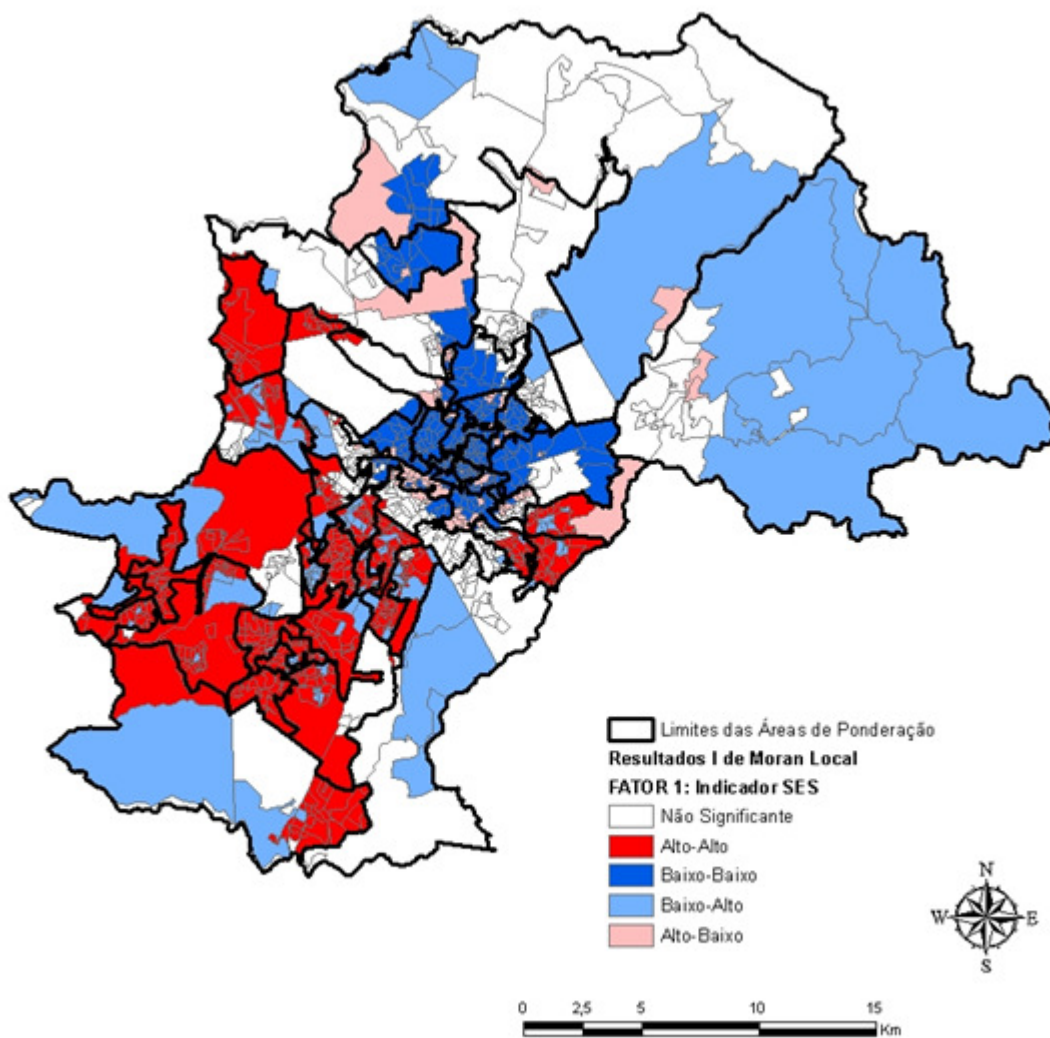 Limites das Áreas de Ponderação
Resultados I de Moran Local
FATOR 1: Indicador SES
Não Significante
Alto-Alto
Baixo-Baixo
Baixo-Alto
Alto-Baixo
N
W E
S
0 2,5 5 10 15
Km